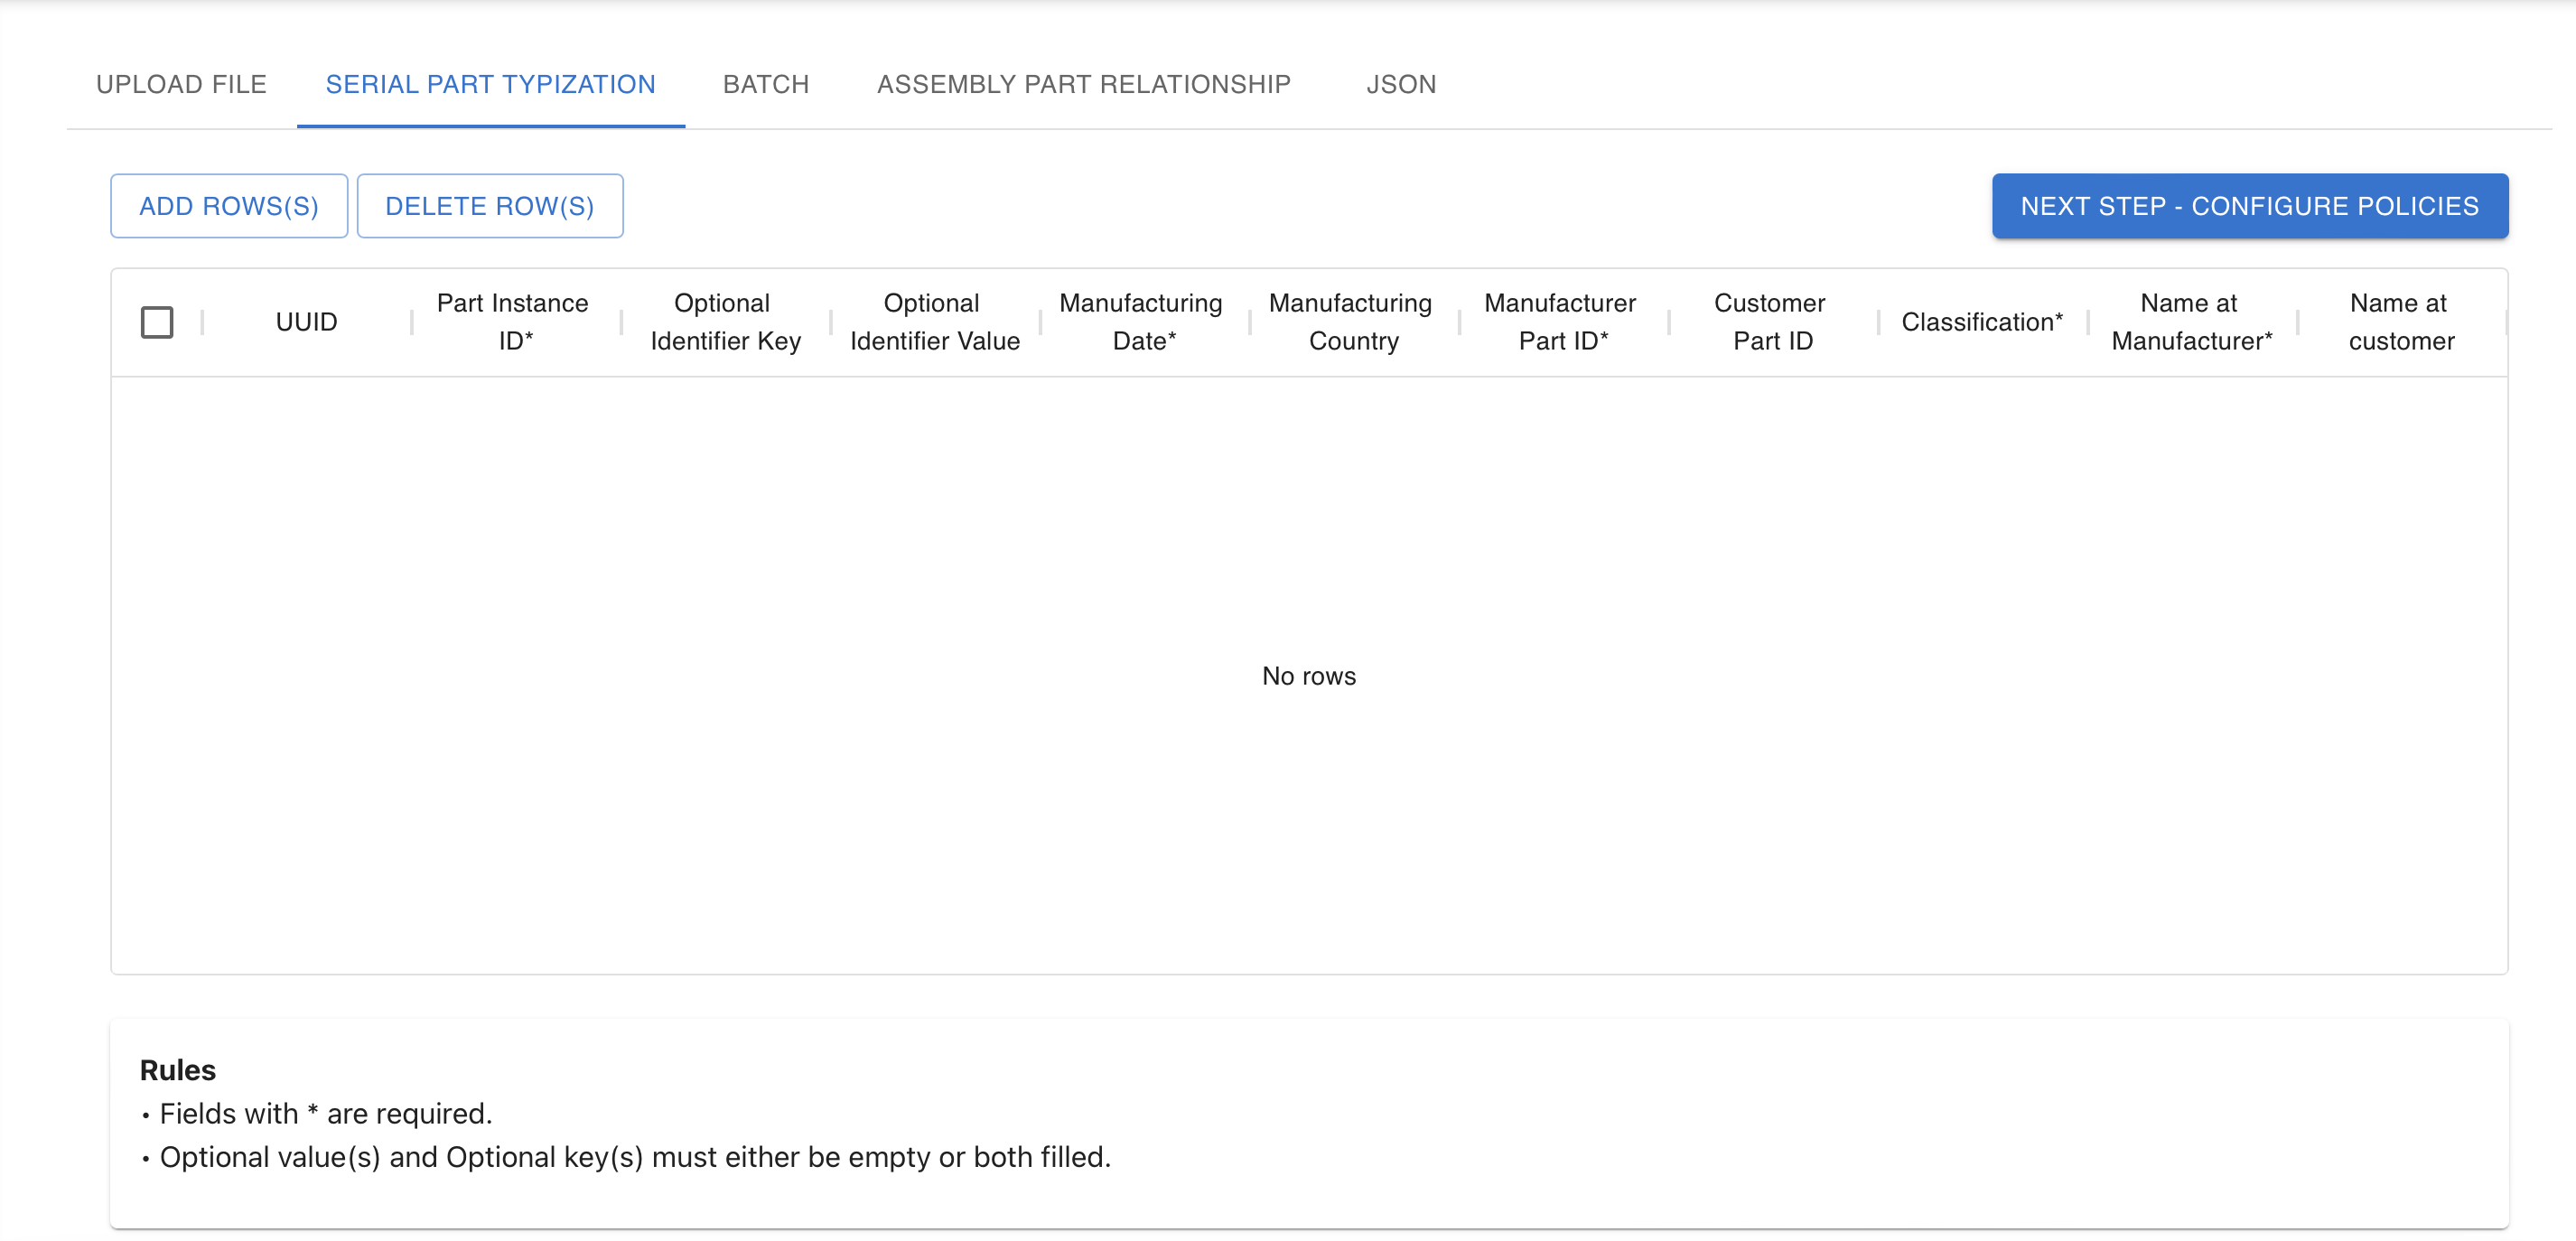 UPLOAD FILE SERIAL PART TYPIZATION BATCH ASSEMBLY PART RELATIONSHIP JSON
ADD ROWS(S) DELETE ROW(S) NEXT STEP - CONFIGURE POLICIES
UUID
Part Instance
ID*
Optional
Identifier Key
Optional
Identifier Value
Manufacturing
Date*
Manufacturing
Country
Manufacturer
Part ID*
Customer
Part ID
Classification*
Name at
Manufacturer*
Name at
customer
No rows
Rules
• Fields with * are required.
• Optional value(s) and Optional key(s) must either be empty or both filled.